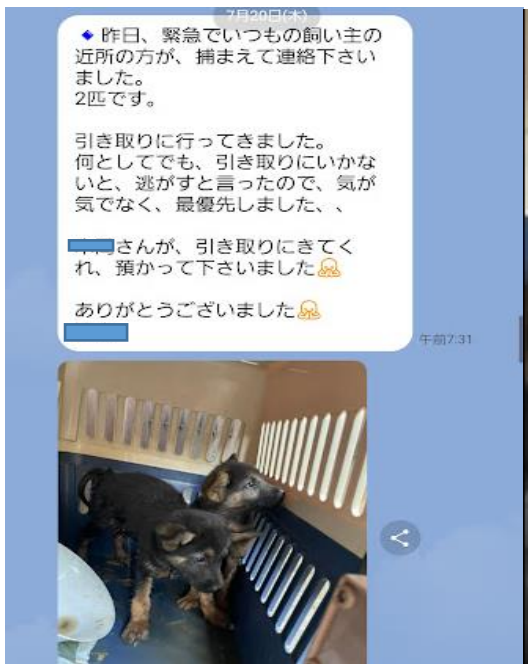 7月20日(木)
🔹昨日、緊急でいつもの飼い主の
近所の方が、捕まえて連絡下さい
ました。
2匹です。
引き取りに行ってきました。
何としてでも、引き取りにいかな
いと、逃がすと言ったので、気が
気でなく、最優先しました、、
さんが、引き取りにきてく
れ、預かって下さいました🙇
ありがとうございました🙇
午前7:31